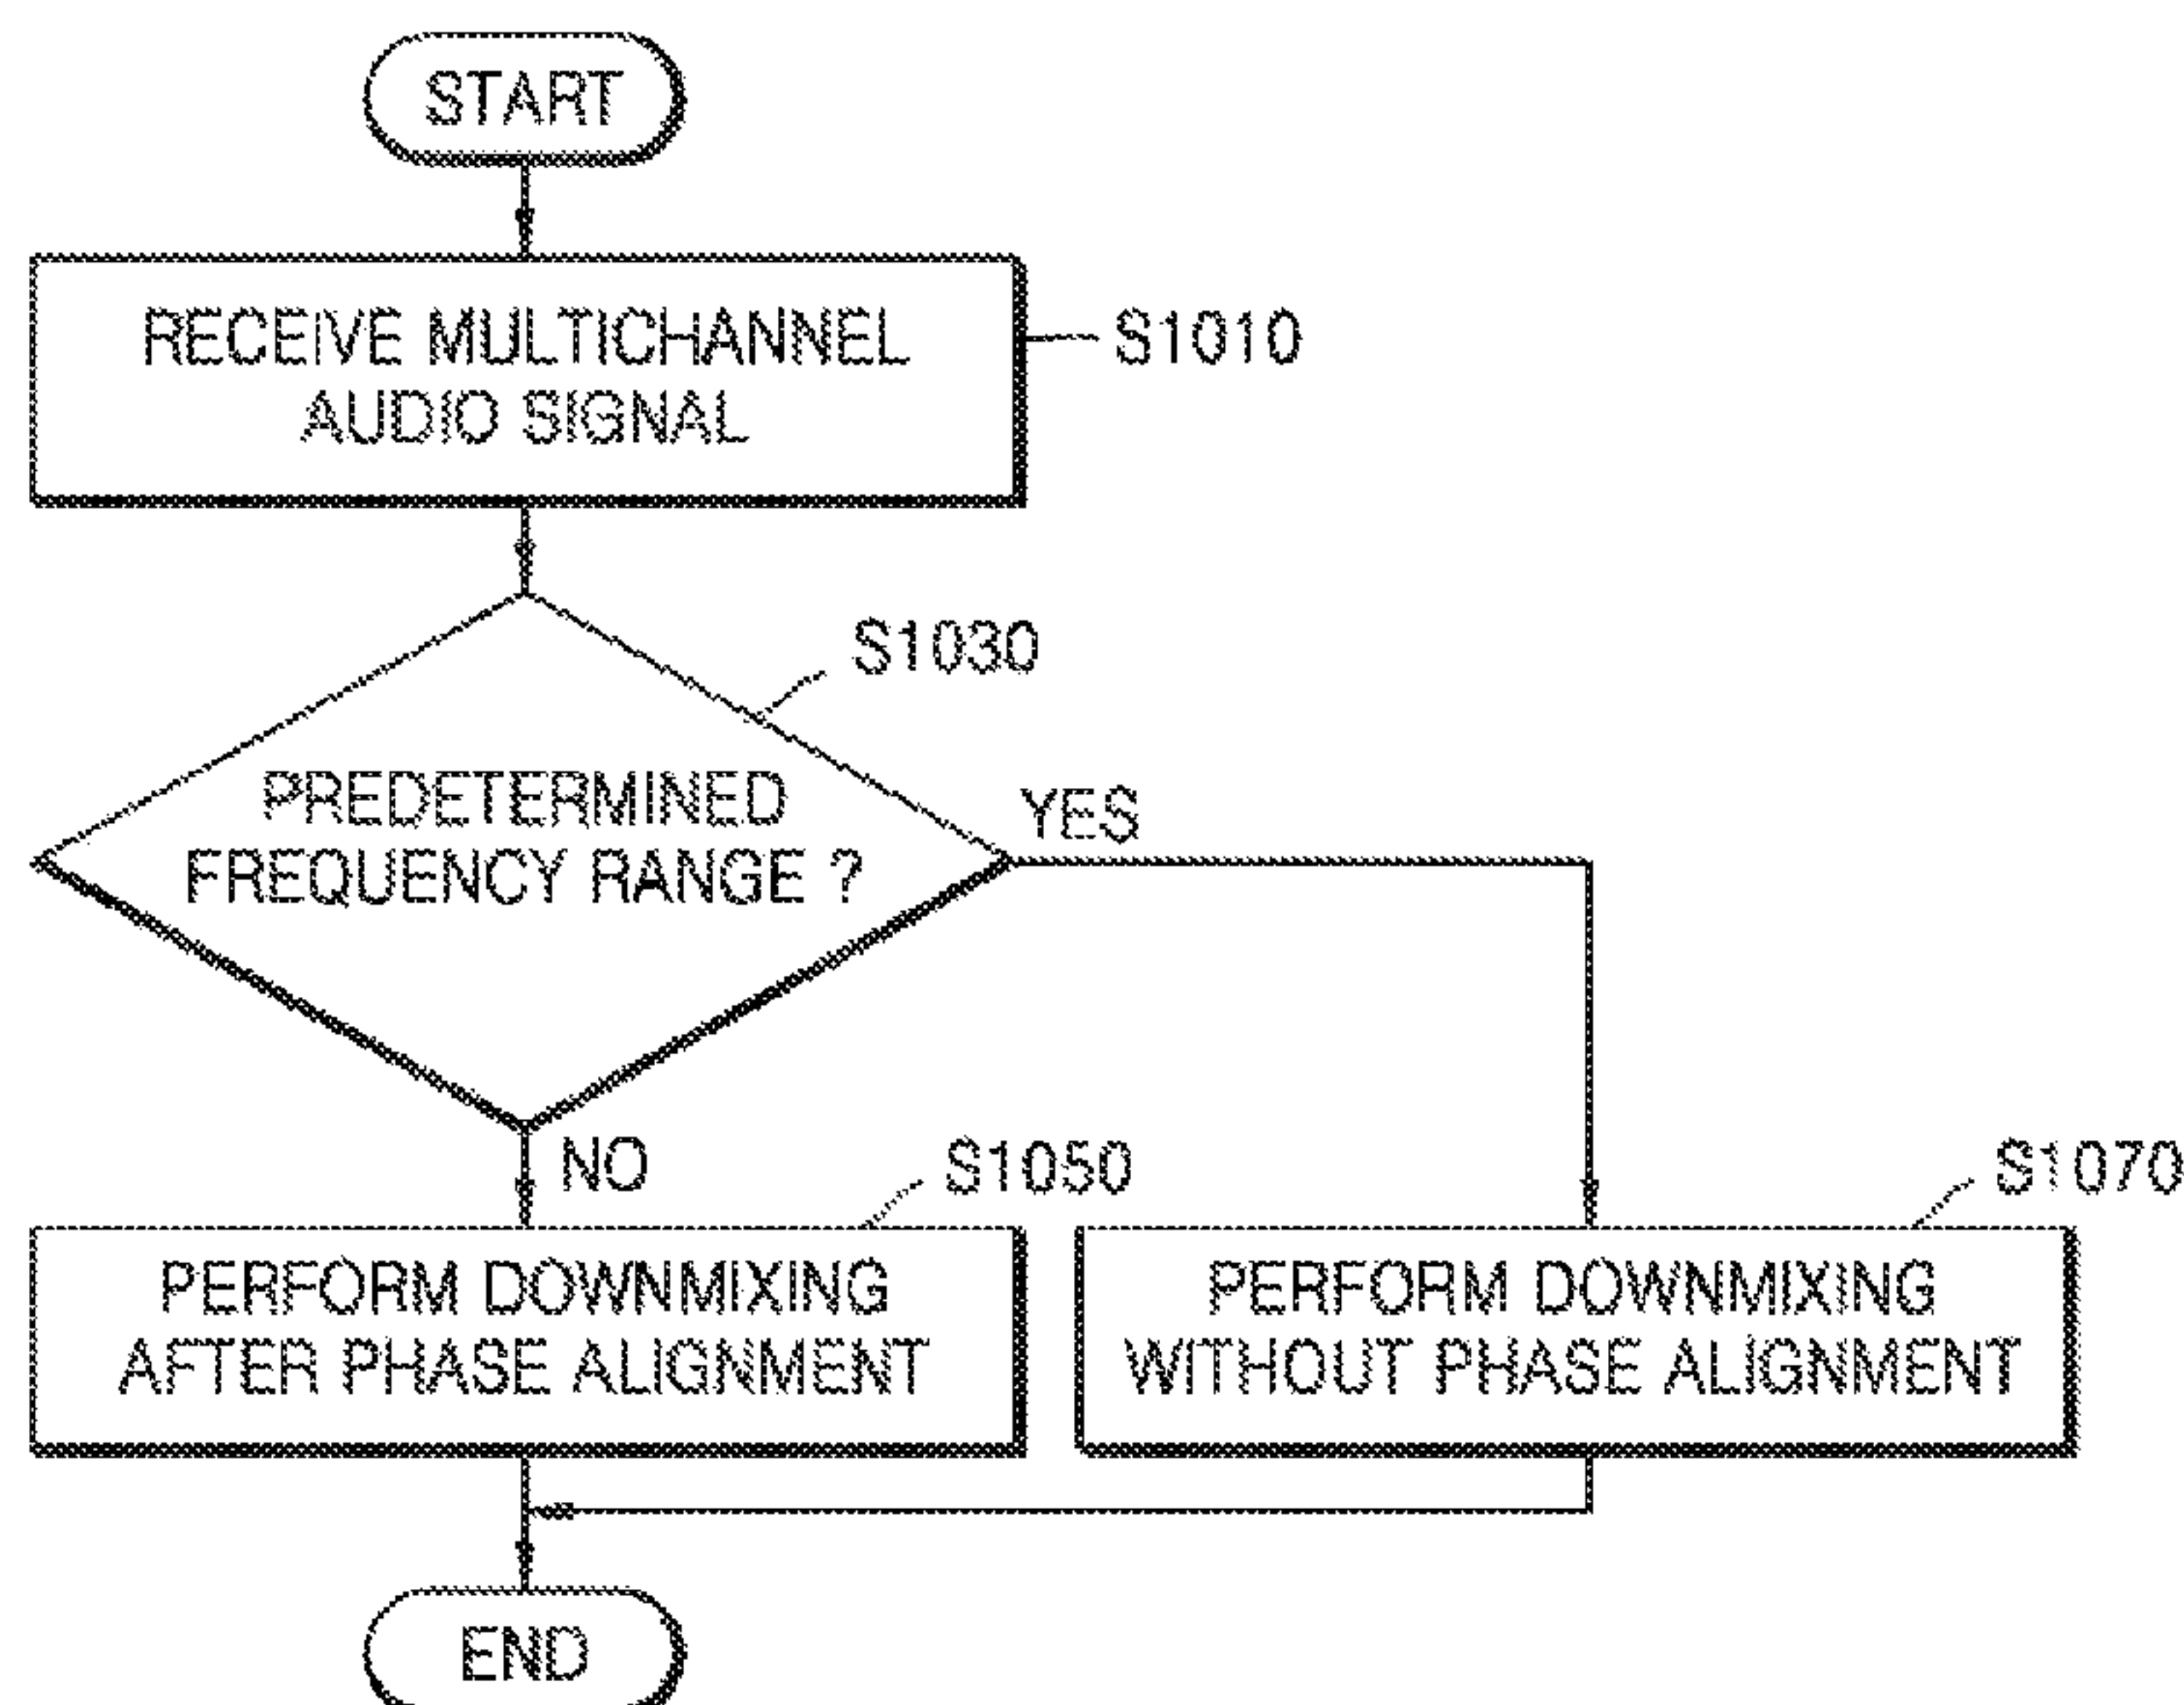 START
RECEIVE MULTICHANNEL
AUDIO SIGNAL
S1010
S1030
PREDETERMINED
FREQUENCY RANGE ?
YES
NO
S1050
S1070
PERFORM DOWNMIXING
AFTER PHASE ALIGNMENT
PERFORM DOWNMIXING
WITHOUT PHASE ALIGNMENT
END